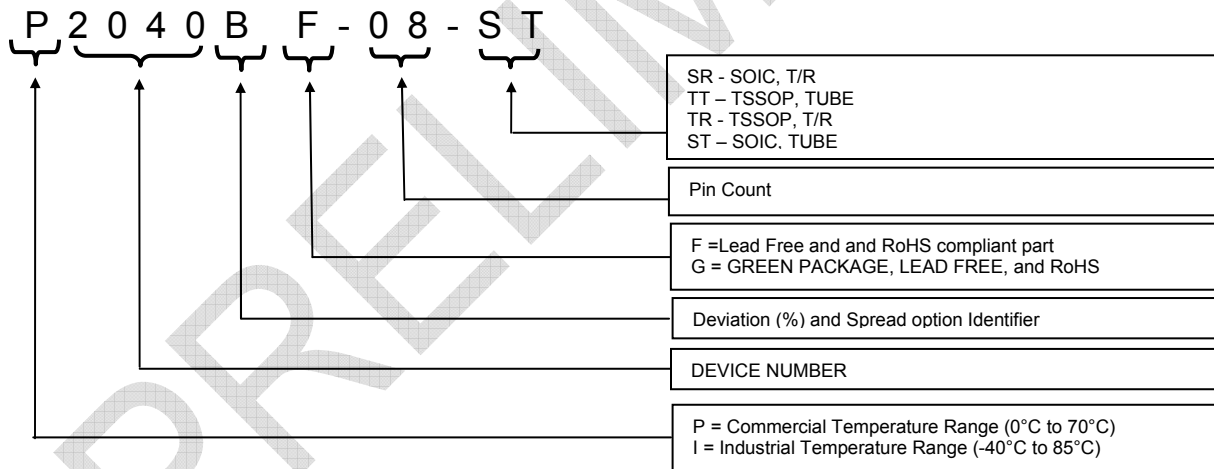 P 2 0 4 0 B F - 0 8 - S T
SR - SOIC, T/R
TT – TSSOP, TUBE
TR - TSSOP, T/R
ST – SOIC, TUBE
Pin Count
F =Lead Free and and RoHS compliant part
G = GREEN PACKAGE, LEAD FREE, and RoHS
Deviation (%) and Spread option Identifier
DEVICE NUMBER
P = Commercial Temperature Range (0°C to 70°C)
I = Industrial Temperature Range (-40°C to 85°C)
PRELIM